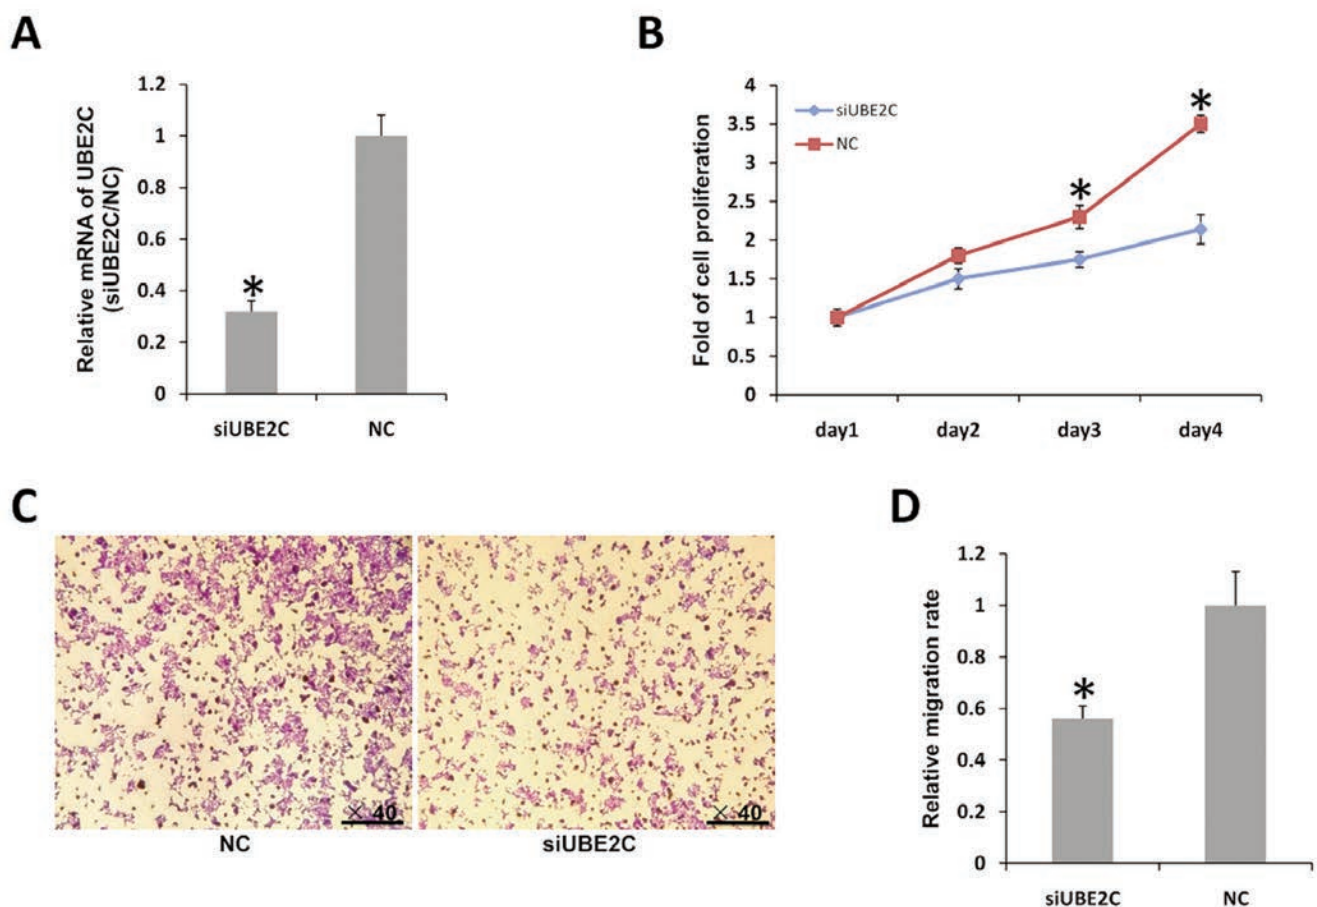 A
Relative mRNA of UBE2C
(siUBE2C/NC)
1.2
1
0.8
0.6
0.4
0.2
0
*
siUBE2C
NC
B
Fold of cell proliferation
4
3.5
3
2.5
2
1.5
1
0.5
0
siUBE2C
NC
*
*
day1
day2
day3
day4
C
× 40
× 40
NC
siUBE2C
D
Relative migration rate
1.2
1
0.8
0.6
0.4
0.2
0
*
siUBE2C
NC